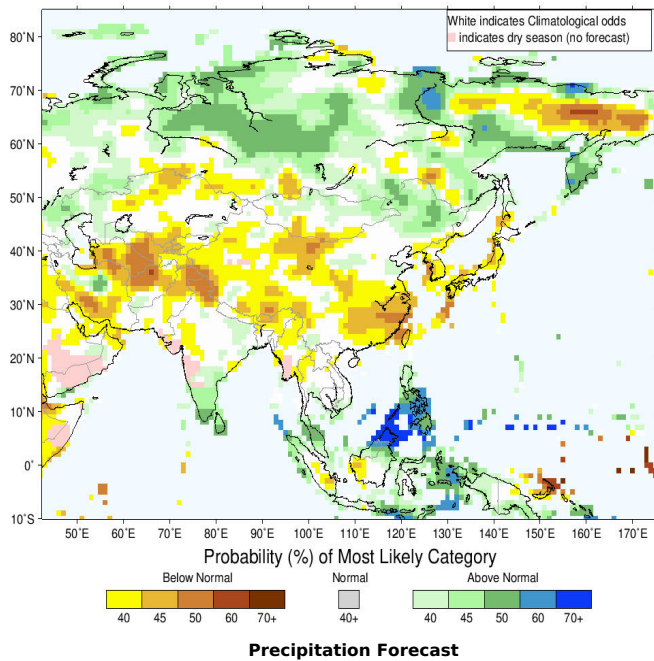 White indicates Climatological odds
indicates dry season (no forecast)
80°N
70°N
60°N
50°N
40°N
30°N
20°N
10°N
0°
10°S
50°E 60°E 70°E 80°E 90°E 100°E 110°E 120°E 130°E 140°E 150°E 160°E 170°E
Probability (%) of Most Likely Category
Below Normal Normal Above Normal
40 45 50 60 70+ 40+ 40 45 50 60 70+
Precipitation Forecast